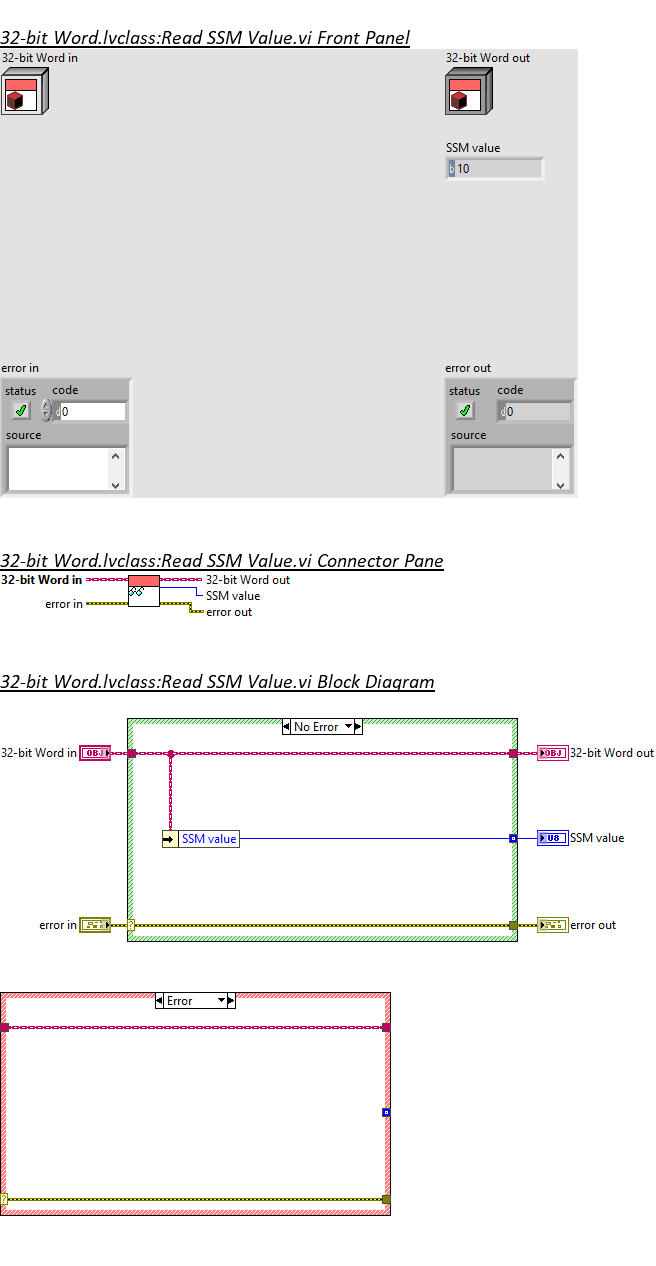 32-bit Word.lvclass:Read SSM Value.vi Front Panel
32-bit Word in
32-bit Word out
SSM value
b 10
error in
error out
status code
status code
d 0
d 0
source
source
32-bit Word.lvclass:Read SSM Value.vi Connector Pane
32-bit Word in
32-bit Word out
SSM value
error in
error out
32-bit Word.lvclass:Read SSM Value.vi Block Diagram
No Error
32-bit Word in
OBJ
OBJ
32-bit Word out
SSM value
U8
SSM value
error in
?
error out
Error
?